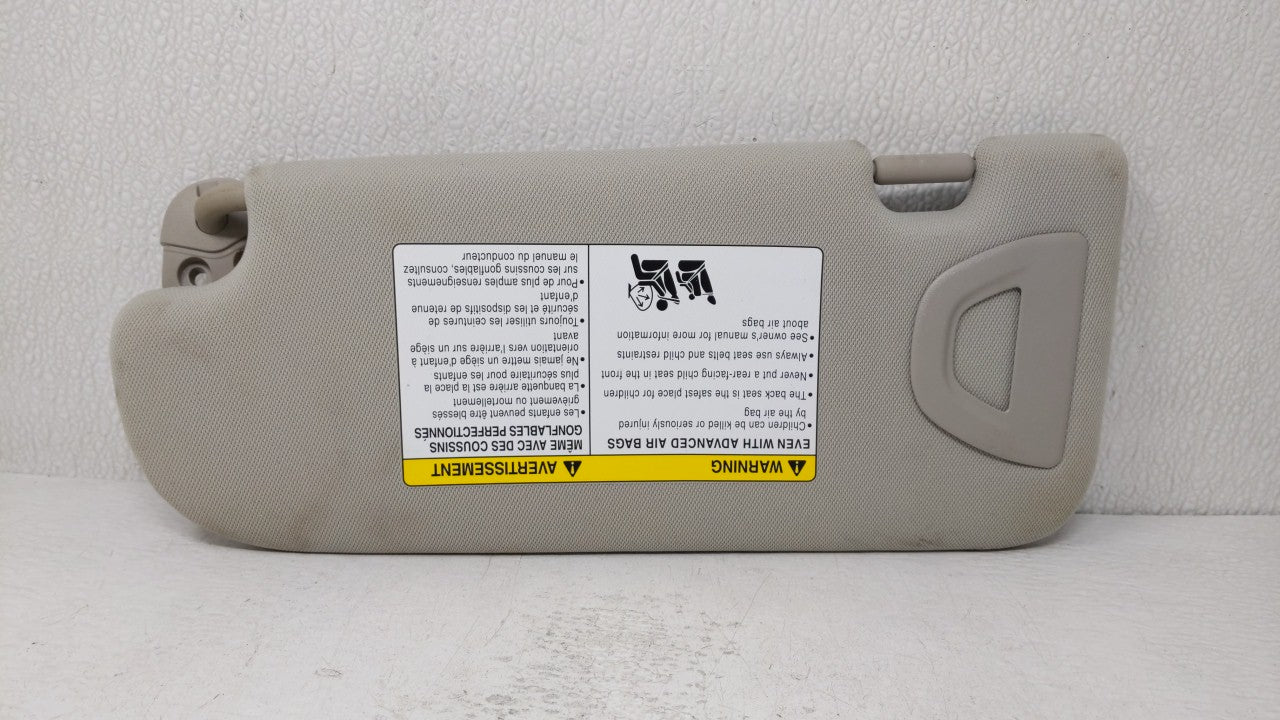 WARNING
EVEN WITH ADVANCED AIR BAGS
•Children can be killed or seriously injured
by the air bag
•The back seat is the safest place for children
•Never put a rear-facing child seat in the front
•Always use seat belts and child restraints
•See owner's manual for more information
about air bags
AVERTISSEMENT
MÊME AVEC DES COUSSINS
GONFLABLES PERFECTIONNÉS
•Les enfants peuvent être blessés
grièvement ou mortellement
•La banquette arrière est la place la
plus sécuritaire pour les enfants
•Ne jamais mettre un siège d'enfant à
orientation vers l'arrière sur un siège
avant
•Toujours utiliser les ceintures de
sécurité et les dispositifs de retenue
d'enfant
•Pour de plus amples renseignements
sur les coussins gonflables, consultez
le manuel du conducteur